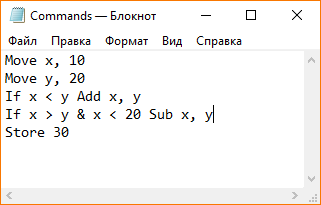 Commands — Блокнот
Файл Правка Формат Вид Справка
Move x, 10
Move y, 20
If x < y Add x, y
If x > y & x < 20 Sub x, y
Store 30